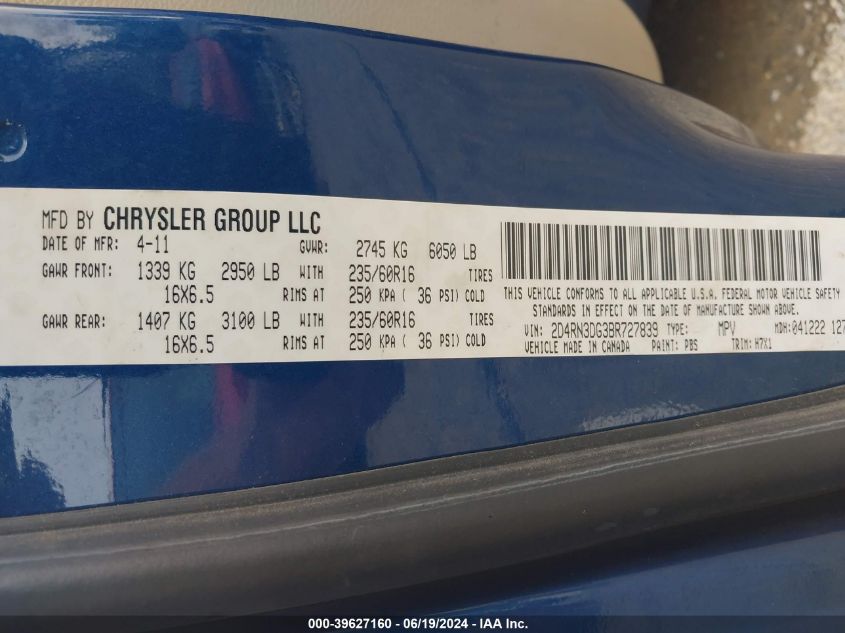 MFD BY CHRYSLER GROUP LLC
DATE OF MFR: 4-11 GVWR: 2745 KG 6050 LB
GAWR FRONT: 1339 KG 2950 LB WITH 235/60R16 TIRES
16X6.5 RIMS AT 250 KPA ( 36 PSI) COLD
GAWR REAR: 1407 KG 3100 LB WITH 235/60R16 TIRES
16X6.5 RIMS AT 250 KPA ( 36 PSI) COLD
THIS VEHICLE CONFORMS TO ALL APPLICABLE U.S.A. FEDERAL MOTOR VEHICLE SAFETY
STANDARDS IN EFFECT ON THE DATE OF MANUFACTURE SHOWN ABOVE.
VIN: 2D4RN3DG3BR727839 TYPE: MPV MDH: 041222 127
VEHICLE MADE IN CANADA PAINT: PBS TRIM: H7X1
000-39627160 - 06/19/2024 - IAA Inc.